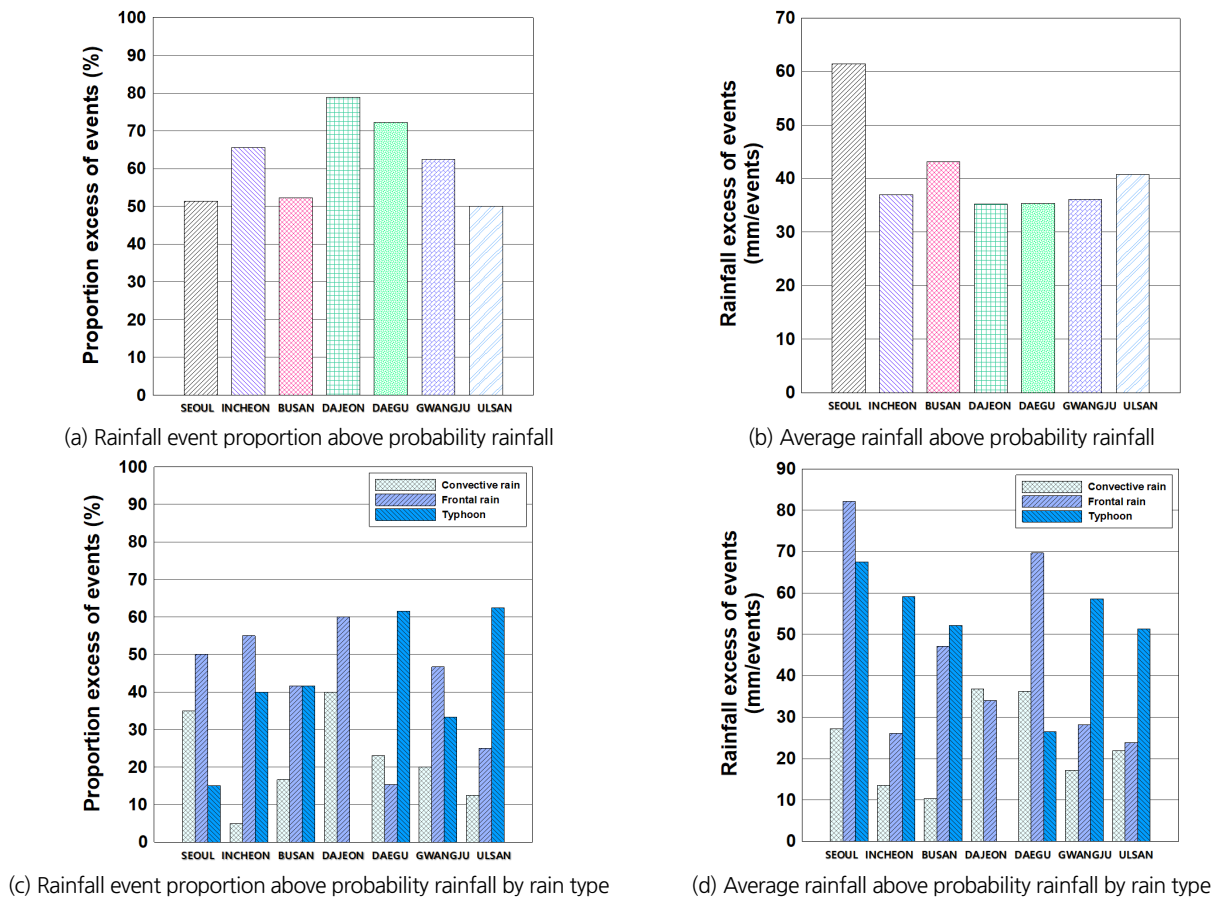 Proportion excess of events (%)
100
90
80
70
60
50
40
30
20
10
0
SEOUL INCHEON BUSAN DAJEON DAEGU GWANGJU ULSAN
(a) Rainfall event proportion above probability rainfall
Rainfall excess of events
(mm/events)
70
60
50
40
30
20
10
0
SEOUL INCHEON BUSAN DAJEON DAEGU GWANGJU ULSAN
(b) Average rainfall above probability rainfall
Proportion excess of events (%)
100
90
80
70
60
50
40
30
20
10
0
Convective rain
Frontal rain
Typhoon
SEOUL INCHEON BUSAN DAJEON DAEGU GWANGJU ULSAN
(c) Rainfall event proportion above probability rainfall by rain type
Rainfall excess of events
(mm/events)
90
80
70
60
50
40
30
20
10
0
Convective rain
Frontal rain
Typhoon
SEOUL INCHEON BUSAN DAJEON DAEGU GWANGJU ULSAN
(d) Average rainfall above probability rainfall by rain type